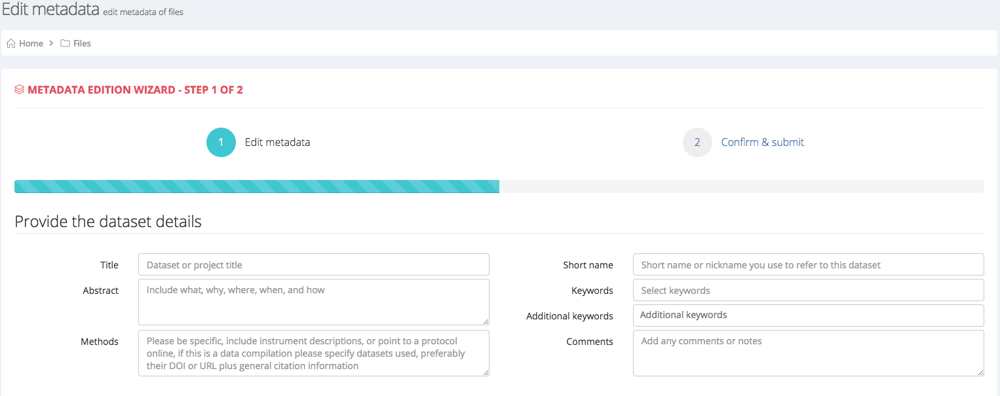 Edit metadata edit metadata of files
Home > Files
METADATA EDITION WIZARD - STEP 1 OF 2
1 Edit metadata
2 Confirm & submit
Provide the dataset details
Title
Dataset or project title
Short name
Short name or nickname you use to refer to this dataset
Abstract
Include what, why, where, when, and how
Keywords
Select keywords
Additional keywords
Additional keywords
Methods
Please be specific, include instrument descriptions, or point to a protocol
online, if this is a data compilation please specify datasets used, preferably
their DOI or URL plus general citation information
Comments
Add any comments or notes